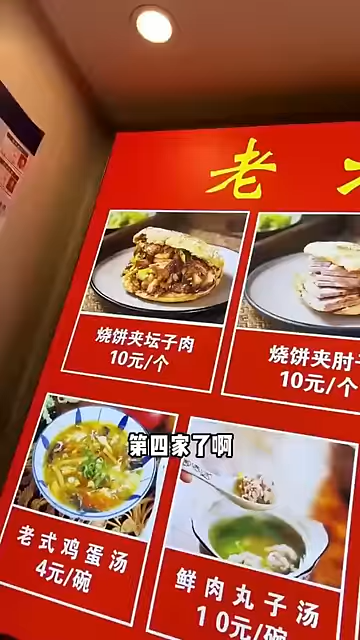 老
烧饼夹坛子肉
10元/个
烧饼夹肘
10元/个
第四家了啊
老式鸡蛋汤
4元/碗
鲜肉丸子汤
10元/碗